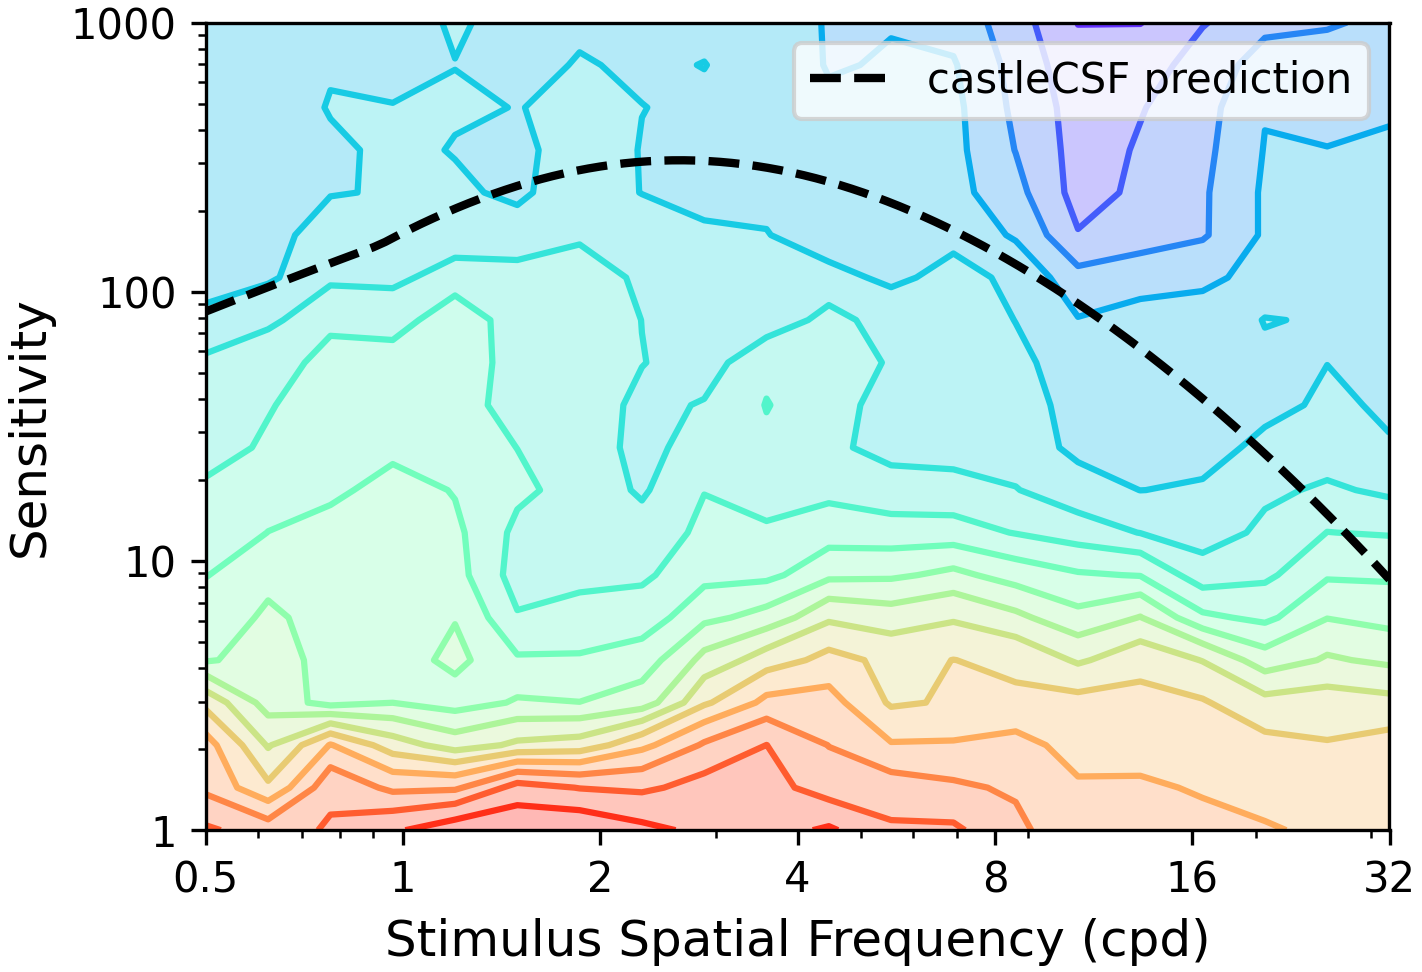 1000
100
10
1
Sensitivity
castleCSF prediction
0.5 1 2 4 8 16 32
Stimulus Spatial Frequency (cpd)